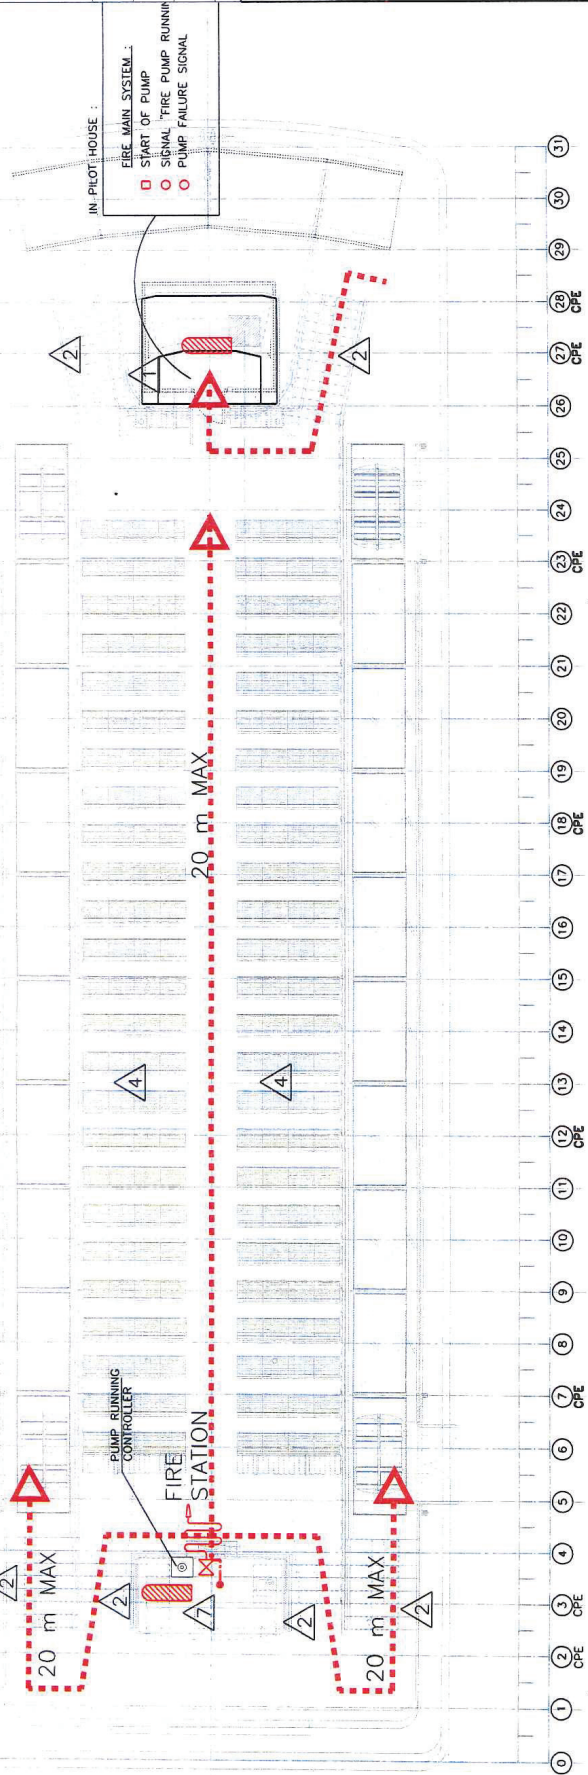 IN PILOT HOUSE :
FIRE MAIN SYSTEM :
START OF PUMP
SIGNAL "FIRE PUMP RUNNIN
PUMP FAILURE SIGNAL
2
1
2
20 m MAX
4
4
PUMP RUNNING
CONTROLLER
FIRE
STATION
2
20 m MAX
2
7
2
20 m MAX
2
0
1
2
CPE
3
CPE
4
5
6
7
CPE
8
9
10
11
12
CPE
13
14
15
16
17
18
CPE
19
20
21
22
23
CPE
24
25
26
27
CPE
28
CPE
29
30
31